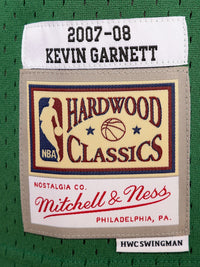 2007-08
KEVIN GARNETT
HARDWOOD
NBA
CLASSICS
NOSTALGIA CO.
Mitchell & Ness
PHILADELPHIA, PA.
HWC SWINGMAN